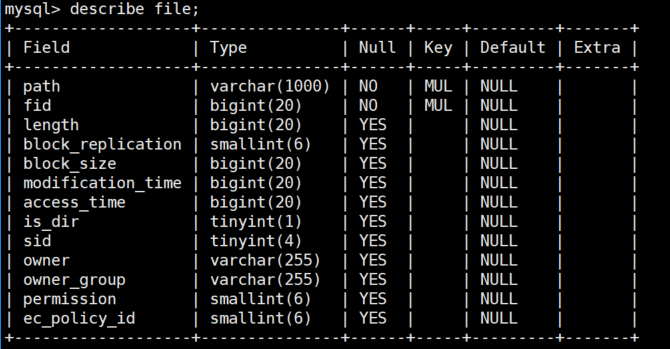 mysql> describe file;
+-------------------+---------------+------+-----+---------+-------+
| Field             | Type          | Null | Key | Default | Extra |
+-------------------+---------------+------+-----+---------+-------+
| path              | varchar(1000) | NO   | MUL | NULL    |       |
| fid               | bigint(20)    | NO   | MUL | NULL    |       |
| length            | bigint(20)    | YES  |     | NULL    |       |
| block_replication | smallint(6)   | YES  |     | NULL    |       |
| block_size        | bigint(20)    | YES  |     | NULL    |       |
| modification_time | bigint(20)    | YES  |     | NULL    |       |
| access_time       | bigint(20)    | YES  |     | NULL    |       |
| is_dir            | tinyint(1)    | YES  |     | NULL    |       |
| sid               | tinyint(4)    | YES  |     | NULL    |       |
| owner             | varchar(255)  | YES  |     | NULL    |       |
| owner_group       | varchar(255)  | YES  |     | NULL    |       |
| permission        | smallint(6)   | YES  |     | NULL    |       |
| ec_policy_id      | smallint(6)   | YES  |     | NULL    |       |
+-------------------+---------------+------+-----+---------+-------+